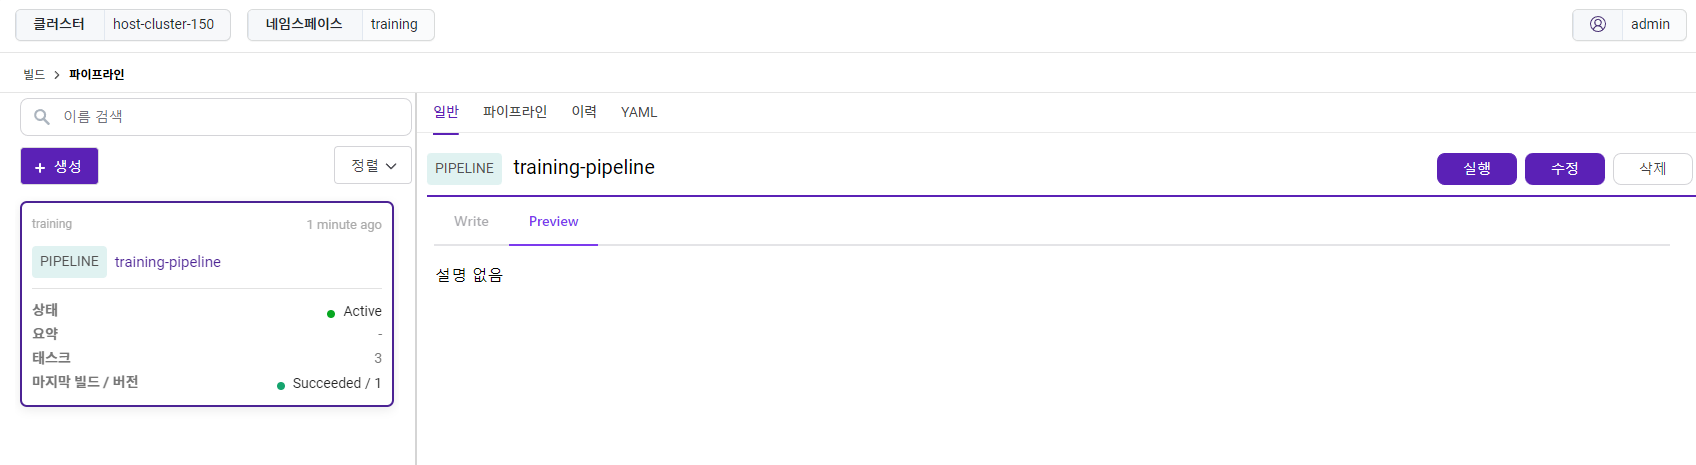 클러스터 host-cluster-150 네임스페이스 training admin
빌드 > 파이프라인
이름 검색
+ 생성 정렬
training 1 minute ago
PIPELINE training-pipeline
상태 Active
요약 -
태스크 3
마지막 빌드 / 버전 Succeeded / 1
일반 파이프라인 이력 YAML
PIPELINE training-pipeline 실행 수정 삭제
Write Preview
설명 없음